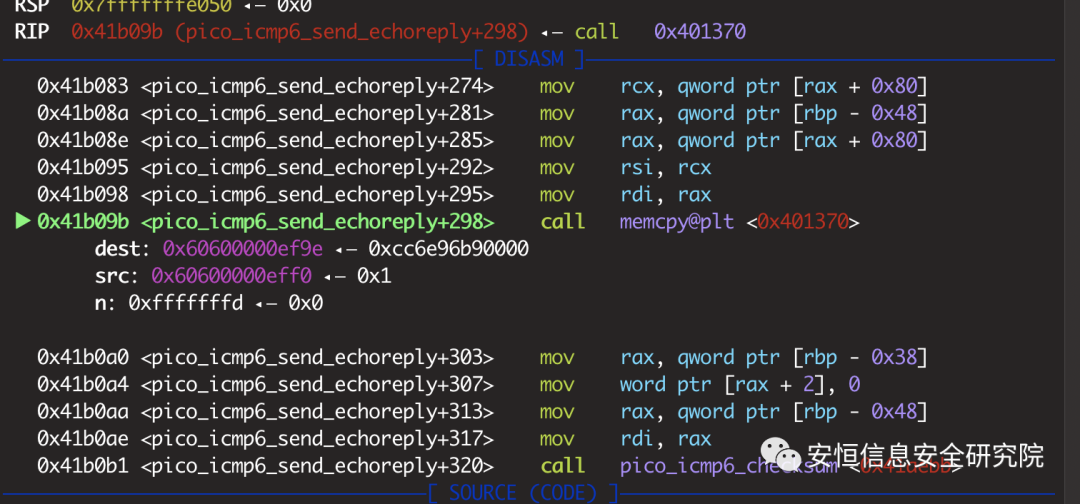 RSP 0x7fffffffe050 ◂— 0x0
RIP 0x41b09b (pico_icmp6_send_echoreply+298) ◂— call 0x401370
[ DISASM ]
0x41b083 <pico_icmp6_send_echoreply+274> mov rcx, qword ptr [rax + 0x80]
0x41b08a <pico_icmp6_send_echoreply+281> mov rax, qword ptr [rbp - 0x48]
0x41b08e <pico_icmp6_send_echoreply+285> mov rax, qword ptr [rax + 0x80]
0x41b095 <pico_icmp6_send_echoreply+292> mov rsi, rcx
0x41b098 <pico_icmp6_send_echoreply+295> mov rdi, rax
▶ 0x41b09b <pico_icmp6_send_echoreply+298> call memcpy@plt <0x401370>
dest: 0x60600000ef9e ◂— 0xcc6e96b90000
src: 0x60600000eff0 ◂— 0x1
n: 0xfffffffd ◂— 0x0
0x41b0a0 <pico_icmp6_send_echoreply+303> mov rax, qword ptr [rbp - 0x38]
0x41b0a4 <pico_icmp6_send_echoreply+307> mov word ptr [rax + 2], 0
0x41b0aa <pico_icmp6_send_echoreply+313> mov rax, qword ptr [rbp - 0x48]
0x41b0ae <pico_icmp6_send_echoreply+317> mov rdi, rax
0x41b0b1 <pico_icmp6_send_echoreply+320> call pico_icmp6_checksum
安恒信息安全研究院
[ SOURCE (CODE) ]